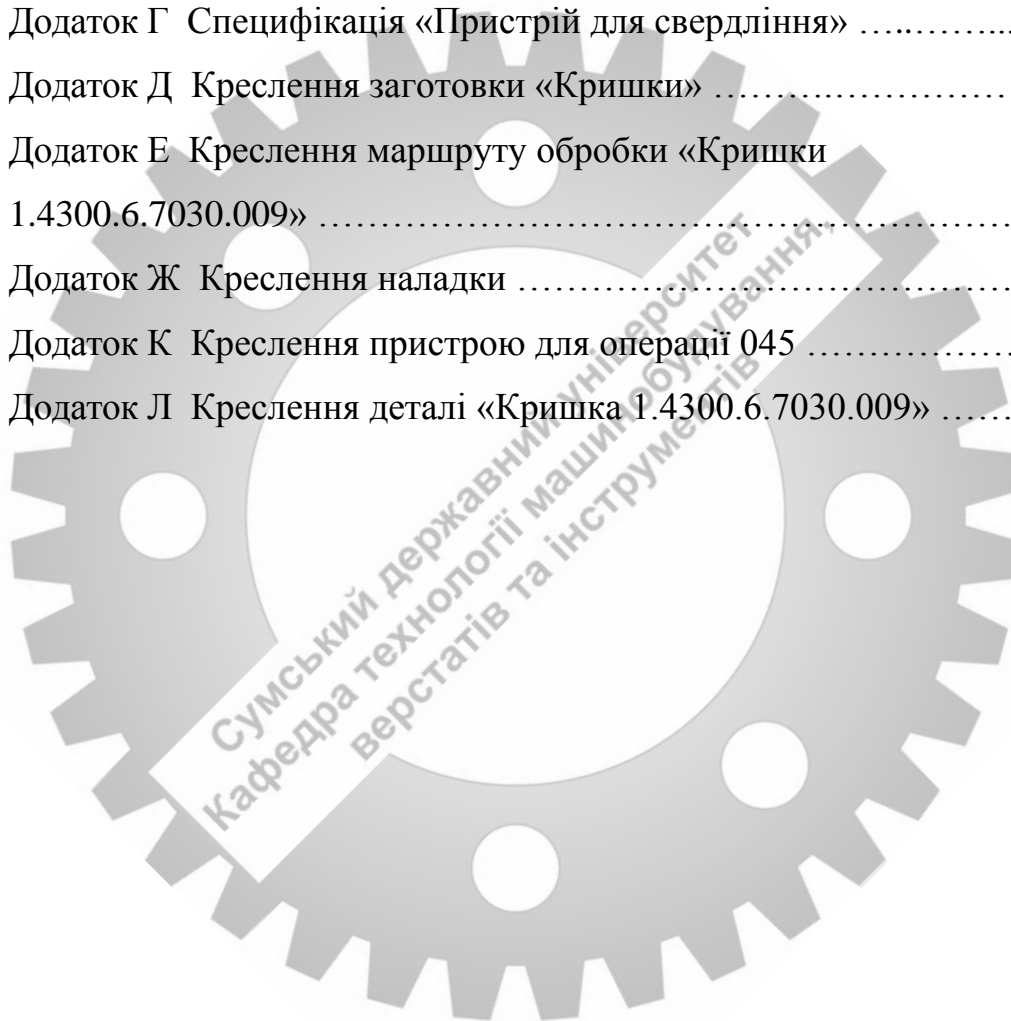 Додаток Г Специфікація «Пристрій для свердління» …..……...
Додаток Д Креслення заготовки «Кришки» ……….……………
Додаток Е Креслення маршруту обробки «Кришки
1.4300.6.7030.009» ……………………………………………………….
Додаток Ж Креслення наладки ………………………………………….
Додаток К Креслення пристрою для операції 045 ……………….
Додаток Л Креслення деталі «Кришка 1.4300.6.7030.009» ……
Сумський державний університет
Кафедра технології машинобудування,
верстатів та інструментів